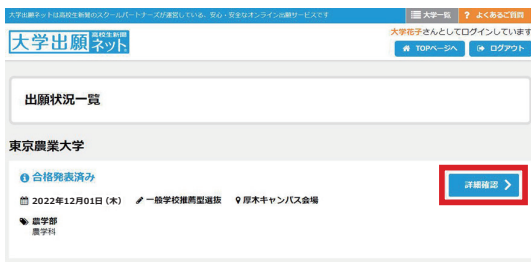 大学出願ネットは高校生新聞のスクールパートナーズが運営している、安心・安全なオンライン出願サービスです
大学一覧 ? よくあるご質問
大学出願 高校生新聞 ネット
大学花子さんとしてログインしています
TOPページへ ログアウト
出願状況一覧
東京農業大学
合格発表済み
詳細確認
2022年12月01日 (木) 一般学校推薦型選抜 厚木キャンパス会場
農学部
農学科